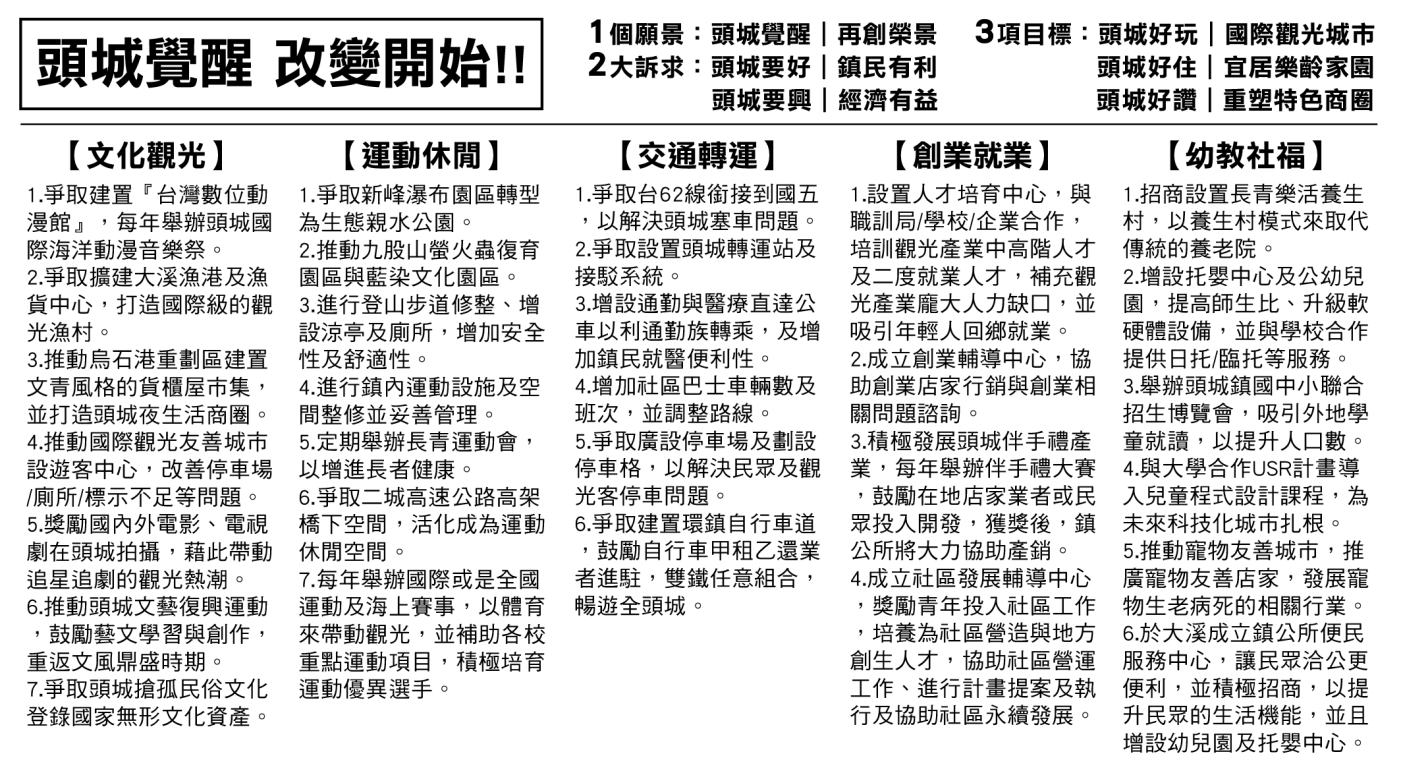 頭城覺醒 改變開始!!
1個願景：頭城覺醒｜再創榮景
2大訴求：頭城要好｜鎮民有利
頭城要興｜經濟有益
3項目標：頭城好玩｜國際觀光城市
頭城好住｜宜居樂齡家園
頭城好讚｜重塑特色商圈
【文化觀光】
1.爭取建置『台灣數位動
漫館』，每年舉辦頭城國
際海洋動漫音樂祭。
2.爭取擴建大溪漁港及漁
貨中心，打造國際級的觀
光漁村。
3.推動烏石港重劃區建置
文青風格的貨櫃屋市集，
並打造頭城夜生活商圈。
4.推動國際觀光友善城市
設遊客中心，改善停車場
/廁所/標示不足等問題。
5.獎勵國內外電影、電視
劇在頭城拍攝，藉此帶動
追星追劇的觀光熱潮。
6.推動頭城文藝復興運動
，鼓勵藝文學習與創作，
重返文風鼎盛時期。
7.爭取頭城搶孤民俗文化
登錄國家無形文化資產。
【運動休閒】
1.爭取新峰瀑布園區轉型
為生態親水公園。
2.推動九股山螢火蟲復育
園區與藍染文化園區。
3.進行登山步道修整、增
設涼亭及廁所，增加安全
性及舒適性。
4.進行鎮內運動設施及空
間整修並妥善管理。
5.定期舉辦長青運動會，
以增進長者健康。
6.爭取二城高速公路高架
橋下空間，活化成為運動
休閒空間。
7.每年舉辦國際或是全國
運動及海上賽事，以體育
來帶動觀光，並補助各校
重點運動項目，積極培育
運動優異選手。
【交通轉運】
1.爭取台62線銜接到國五
，以解決頭城塞車問題。
2.爭取設置頭城轉運站及
接駁系統。
3.增設通勤與醫療直達公
車以利通勤族轉乘，及增
加鎮民就醫便利性。
4.增加社區巴士車輛數及
班次，並調整路線。
5.爭取廣設停車場及劃設
停車格，以解決民眾及觀
光客停車問題。
6.爭取建置環鎮自行車道
，鼓勵自行車甲租乙還業
者進駐，雙鐵任意組合，
暢遊全頭城。
【創業就業】
1.設置人才培育中心，與
職訓局/學校/企業合作，
培訓觀光產業中高階人才
及二度就業人才，補充觀
光產業龐大人力缺口，並
吸引年輕人回鄉就業。
2.成立創業輔導中心，協
助創業店家行銷與創業相
關問題諮詢。
3.積極發展頭城伴手禮產
業，每年舉辦伴手禮大賽
，鼓勵在地店家業者或民
眾投入開發，獲獎後，鎮
公所將大力協助產銷。
4.成立社區發展輔導中心
，獎勵青年投入社區工作
，培養為社區營造與地方
創生人才，協助社區營運
工作、進行計畫提案及執
行及協助社區永續發展。
【幼教社福】
1.招商設置長青樂活養生
村，以養生村模式來取代
傳統的養老院。
2.增設托嬰中心及公幼兒
園，提高師生比、升級軟
硬體設備，並與學校合作
提供日托/臨托等服務。
3.舉辦頭城鎮國中小聯合
招生博覽會，吸引外地學
童就讀，以提升人口數。
4.與大學合作USR計畫導
入兒童程式設計課程，為
未來科技化城市扎根。
5.推動寵物友善城市，推
廣寵物友善店家，發展寵
物生老病死的相關行業。
6.於大溪成立鎮公所便民
服務中心，讓民眾洽公更
便利，並積極招商，以提
升民眾的生活機能，並且
增設幼兒園及托嬰中心。